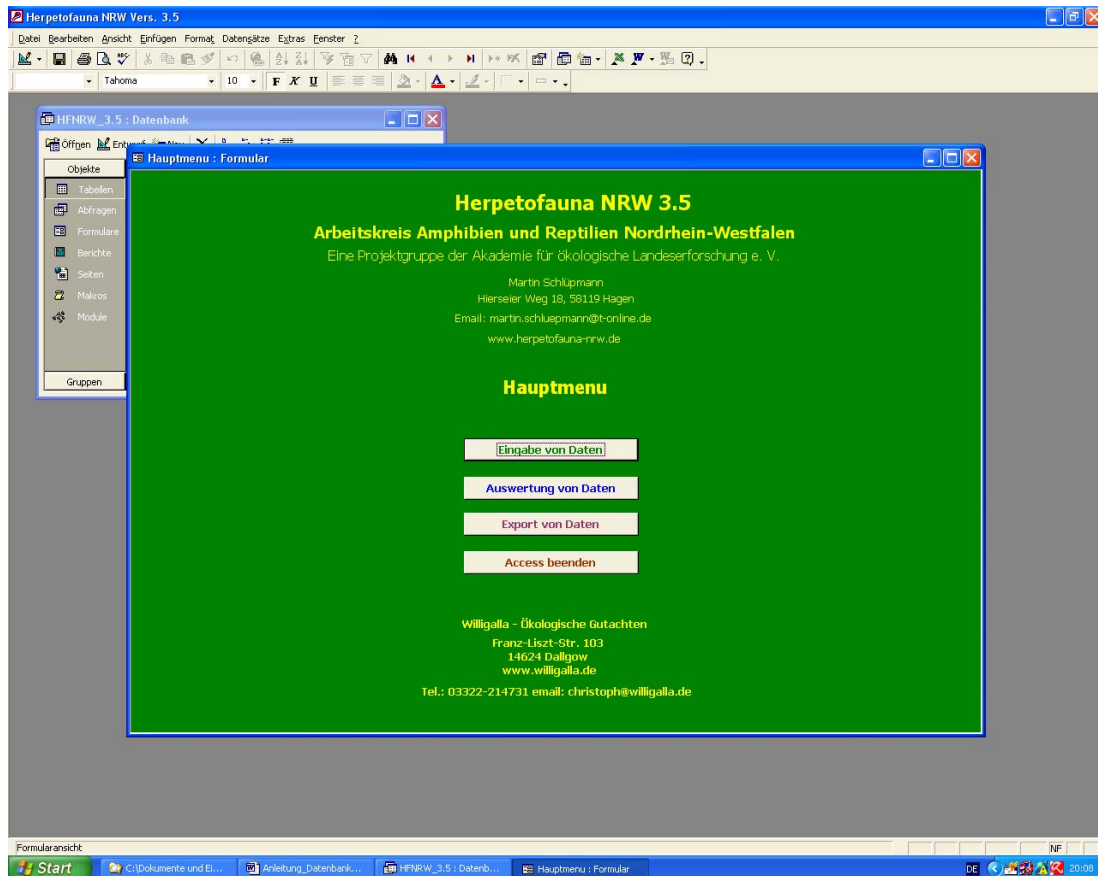 Herpetofauna NRW Vers. 3.5
Datei Bearbeiten Ansicht Einfügen Format Datensätze Extras Fenster ?
Tahoma 10 F K U
HFNRW_3.5 : Datenbank
Öffnen
Objekte
Tabellen
Abfragen
Formulare
Berichte
Seiten
Makros
Module
Gruppen
Hauptmenu : Formular
Herpetofauna NRW 3.5
Arbeitskreis Amphibien und Reptilien Nordrhein-Westfalen
Eine Projektgruppe der Akademie für ökologische Landeserforschung e. V.
Martin Schlüpmann
Hierseier Weg 18, 58119 Hagen
Email: martin.schluepmann@t-online.de
www.herpetofauna-nrw.de
Hauptmenu
Eingabe von Daten
Auswertung von Daten
Export von Daten
Access beenden
Willigalla - Ökologische Gutachten
Franz-Liszt-Str. 103
14624 Dallgow
www.willigalla.de
Tel.: 03322-214731 email: christoph@willigalla.de
Formularansicht
NF
Start C:\Dokumente und Ei... Anleitung_Datenbank... HFNRW_3.5 : Datenb... Hauptmenu : Formular DE 20:08